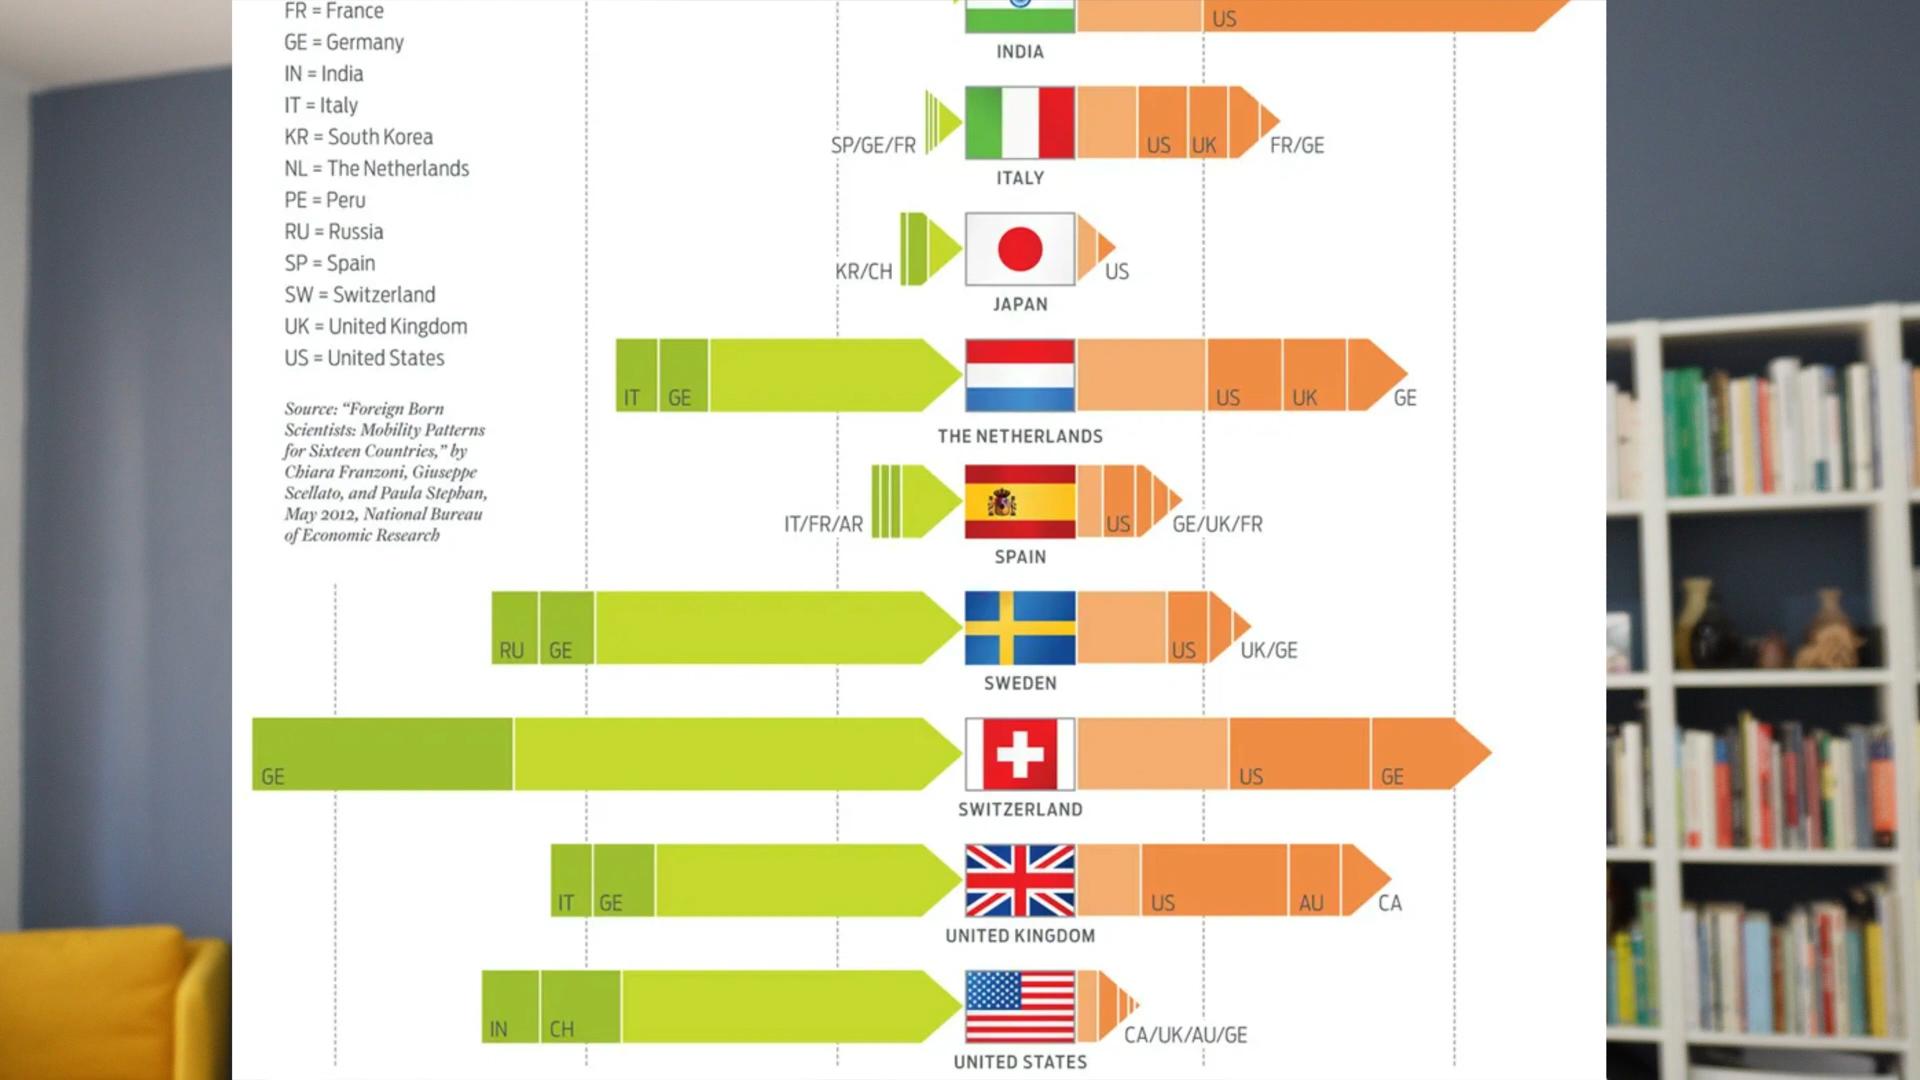 FR = France
GE = Germany
IN = India
IT = Italy
KR = South Korea
NL = The Netherlands
PE = Peru
RU = Russia
SP = Spain
SW = Switzerland
UK = United Kingdom
US = United States
Source: “Foreign Born
Scientists: Mobility Patterns
for Sixteen Countries,” by
Chiara Franzoni, Giuseppe
Scellato, and Paula Stephan,
May 2012, National Bureau
of Economic Research
US
INDIA
SP/GE/FR US UK FR/GE
ITALY
KR/CH US
JAPAN
IT GE US UK GE
THE NETHERLANDS
IT/FR/AR US GE/UK/FR
SPAIN
RU GE US UK/GE
SWEDEN
GE US GE
SWITZERLAND
IT GE US AU CA
UNITED KINGDOM
IN CH CA/UK/AU/GE
UNITED STATES